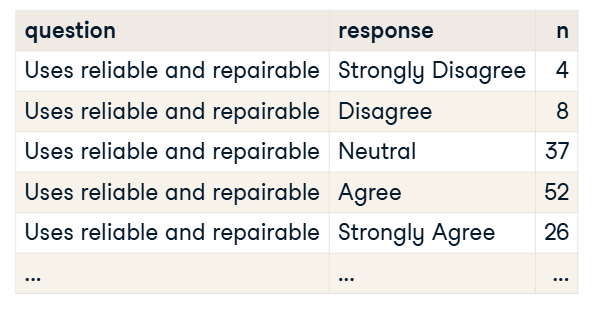 question response n
Uses reliable and repairable Strongly Disagree 4
Uses reliable and repairable Disagree 8
Uses reliable and repairable Neutral 37
Uses reliable and repairable Agree 52
Uses reliable and repairable Strongly Agree 26
... ... ...